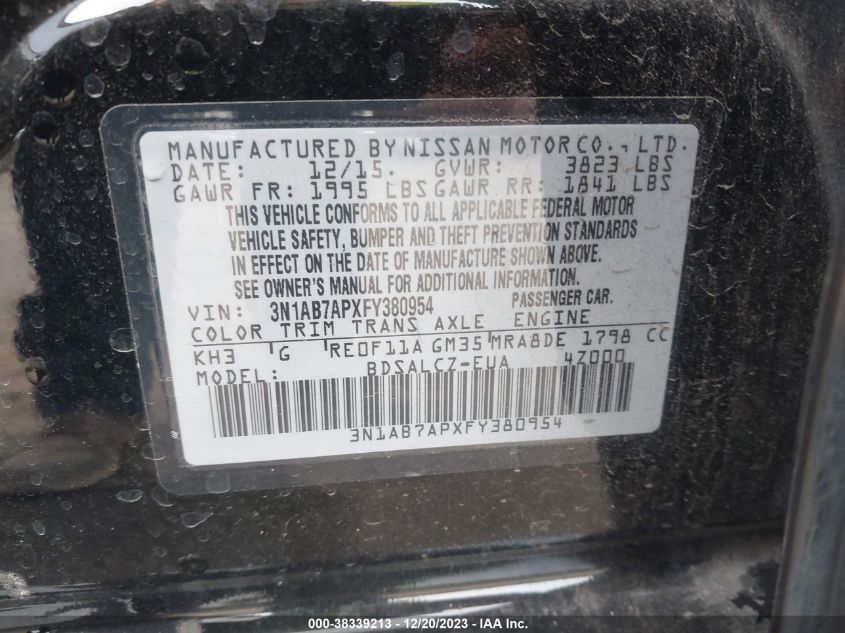 MANUFACTURED BY NISSAN MOTOR CO., LTD.
DATE: 12/15. GVWR: 3823 LBS
GAWR FR: 1995 LBS GAWR RR: 1841 LBS
THIS VEHICLE CONFORMS TO ALL APPLICABLE FEDERAL MOTOR
VEHICLE SAFETY, BUMPER AND THEFT PREVENTION STANDARDS
IN EFFECT ON THE DATE OF MANUFACTURE SHOWN ABOVE.
SEE OWNER'S MANUAL FOR ADDITIONAL INFORMATION.
VIN: 3N1AB7APXFY380954 PASSENGER CAR.
COLOR TRIM TRANS AXLE ENGINE
KH3 G RE0F11A GM35 MRA8DE 1798 CC
MODEL: BDSALCZ-EUA 4Z000
3N1AB7APXFY380954
000-38339213 - 12/20/2023 - IAAI.com